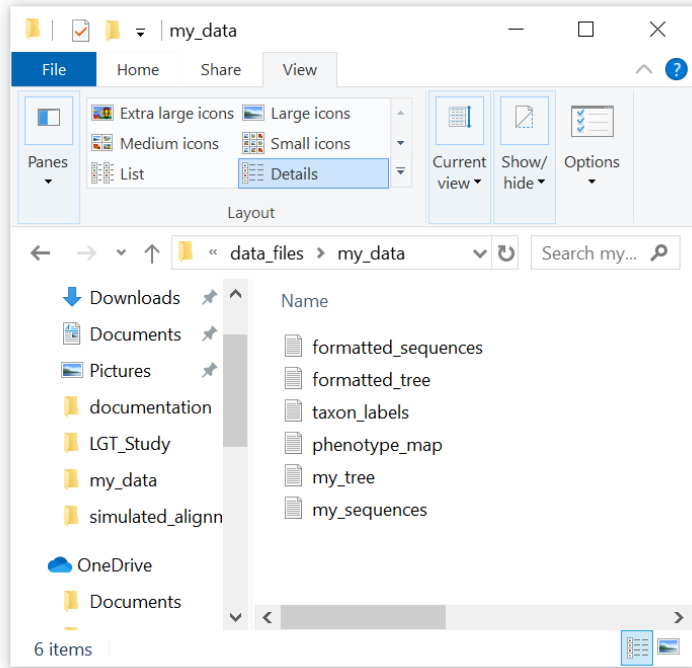 my_data
File Home Share View
Panes
Extra large icons Large icons
Medium icons Small icons
List Details
Layout
Current view
Show/ hide
Options
« data_files > my_data
Search my...
Downloads
Documents
Pictures
documentation
LGT_Study
my_data
simulated_alignn
OneDrive
Documents
Name
formatted_sequences
formatted_tree
taxon_labels
phenotype_map
my_tree
my_sequences
6 items